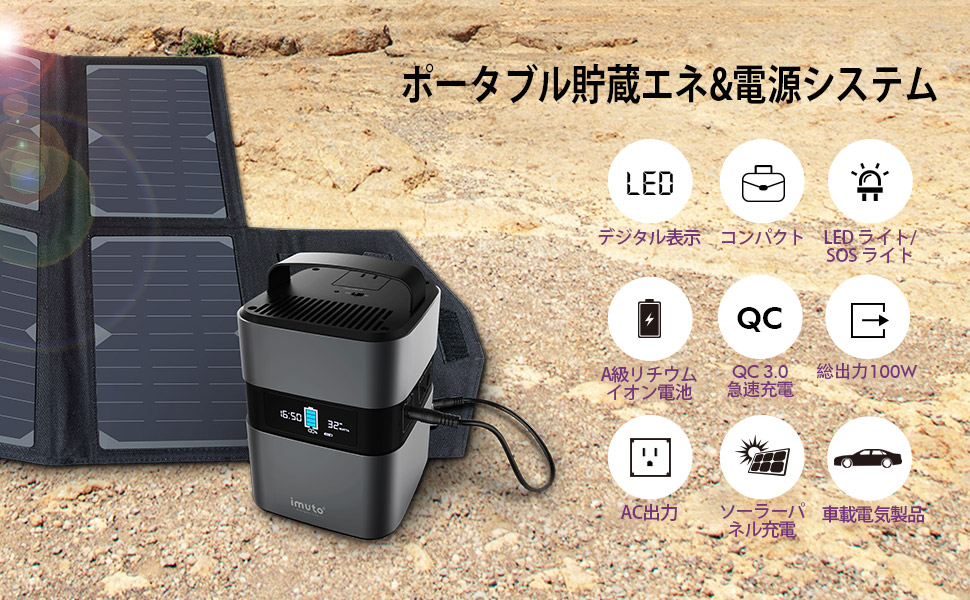 ポータブル貯蔵エネ&電源システム
LED
デジタル表示
コンパクト
LED ライト/
SOS ライト
A級リチウム
イオン電池
QC
QC 3.0
急速充電
総出力100W
AC出力
ソーラーパ
ネル充電
車載電気製品
16:50
32
imuto